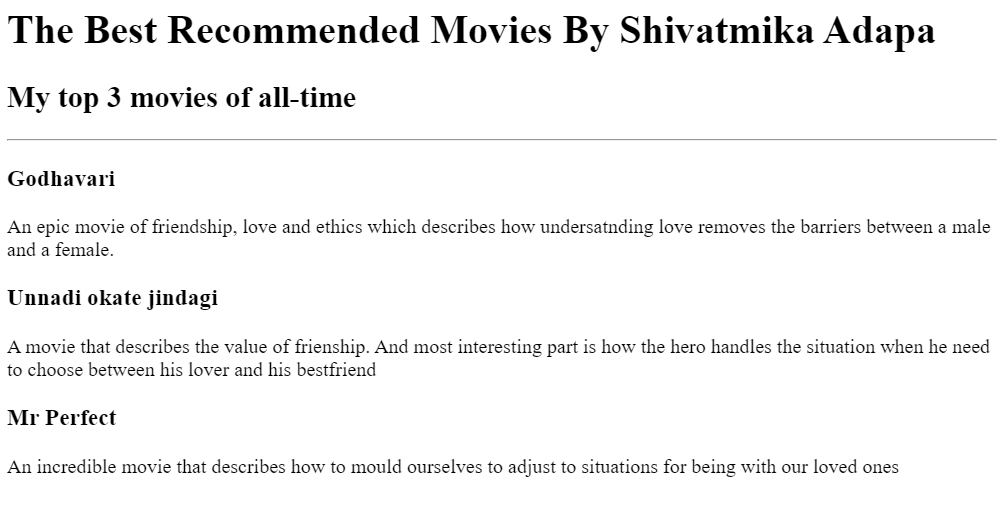 The Best Recommended Movies By Shivatmika Adapa
My top 3 movies of all-time
Godhavari
An epic movie of friendship, love and ethics which describes how undersatnding love removes the barriers between a male
and a female.
Unnadi okate jindagi
A movie that describes the value of frienship. And most interesting part is how the hero handles the situation when he need
to choose between his lover and his bestfriend
Mr Perfect
An incredible movie that describes how to mould ourselves to adjust to situations for being with our loved ones